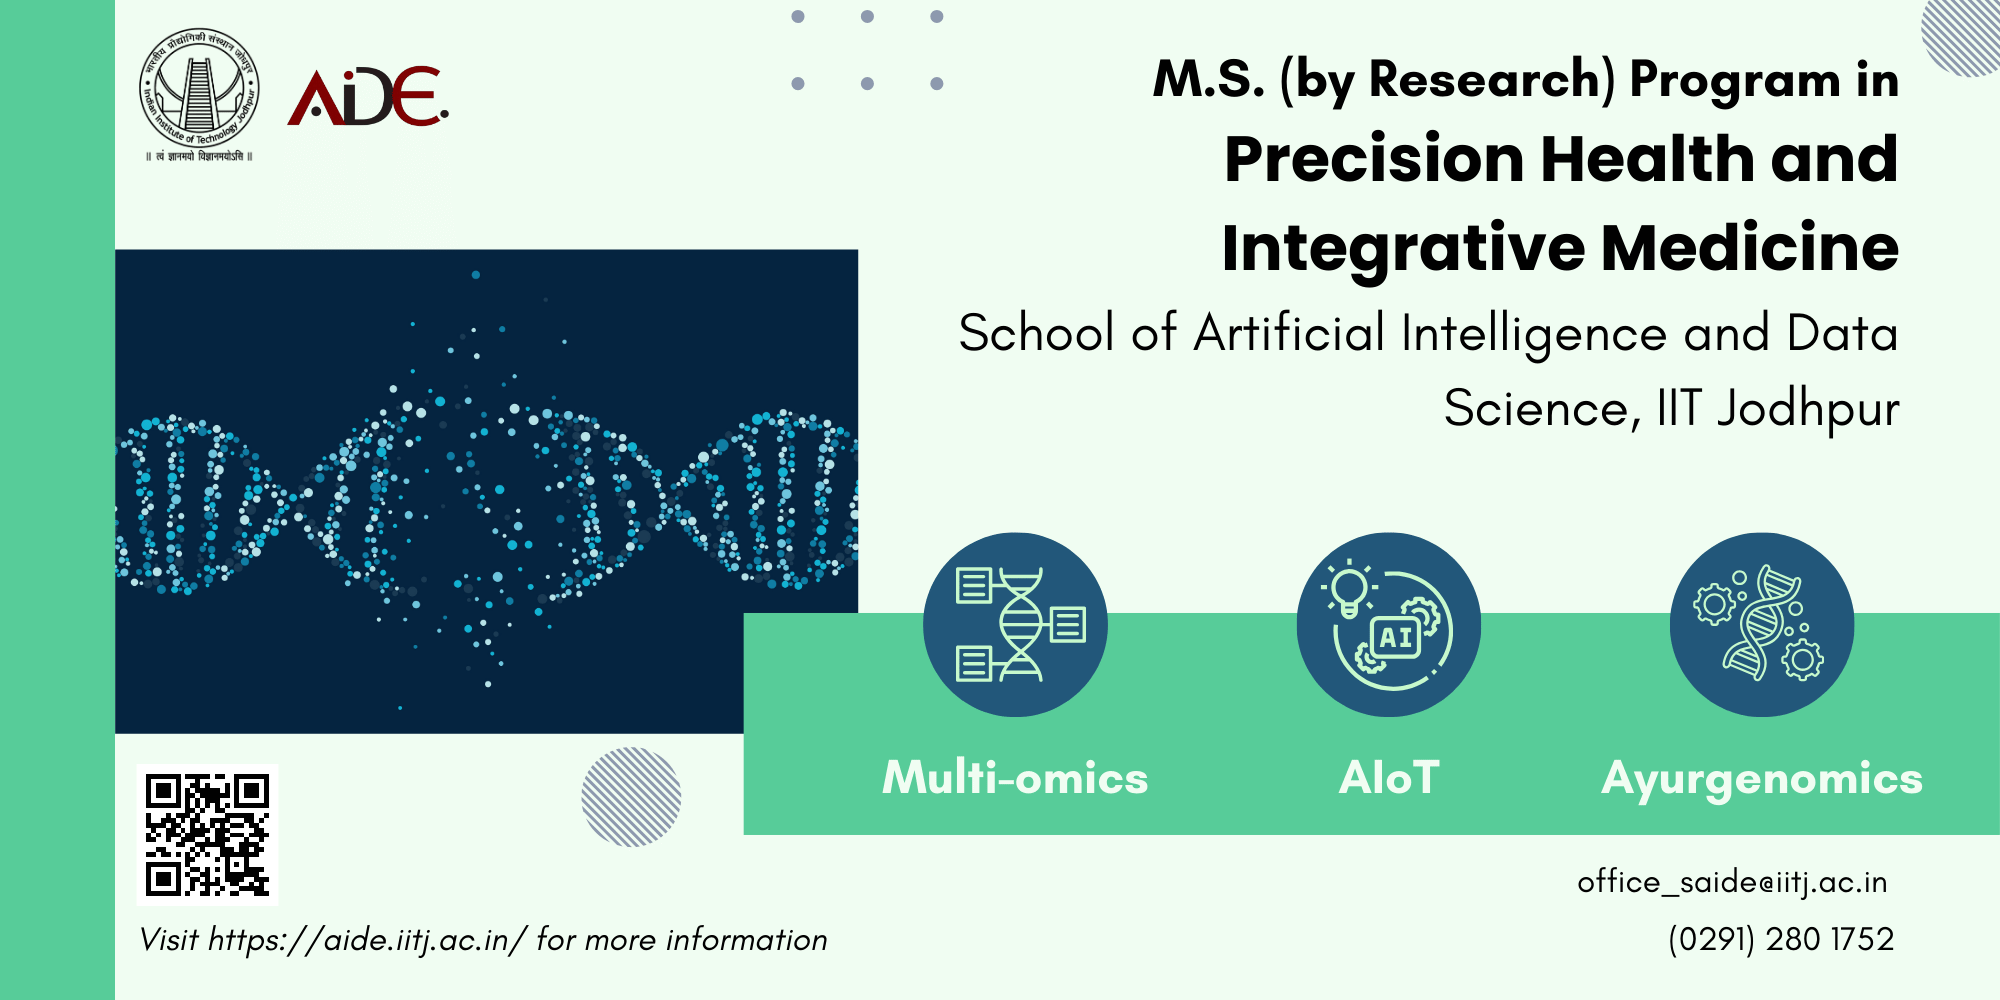 भारतीय प्रौद्योगिकी संस्थान जोधपुर
Indian Institute of Technology Jodhpur
॥ त्वं ज्ञानमयो विज्ञानमयोऽसि ॥
AiDE.
M.S. (by Research) Program in
Precision Health and
Integrative Medicine
School of Artificial Intelligence and Data
Science, IIT Jodhpur
AI
Multi-omics
AIoT
Ayurgenomics
office_saide@iitj.ac.in
(0291) 280 1752
Visit https://aide.iitj.ac.in/ for more information